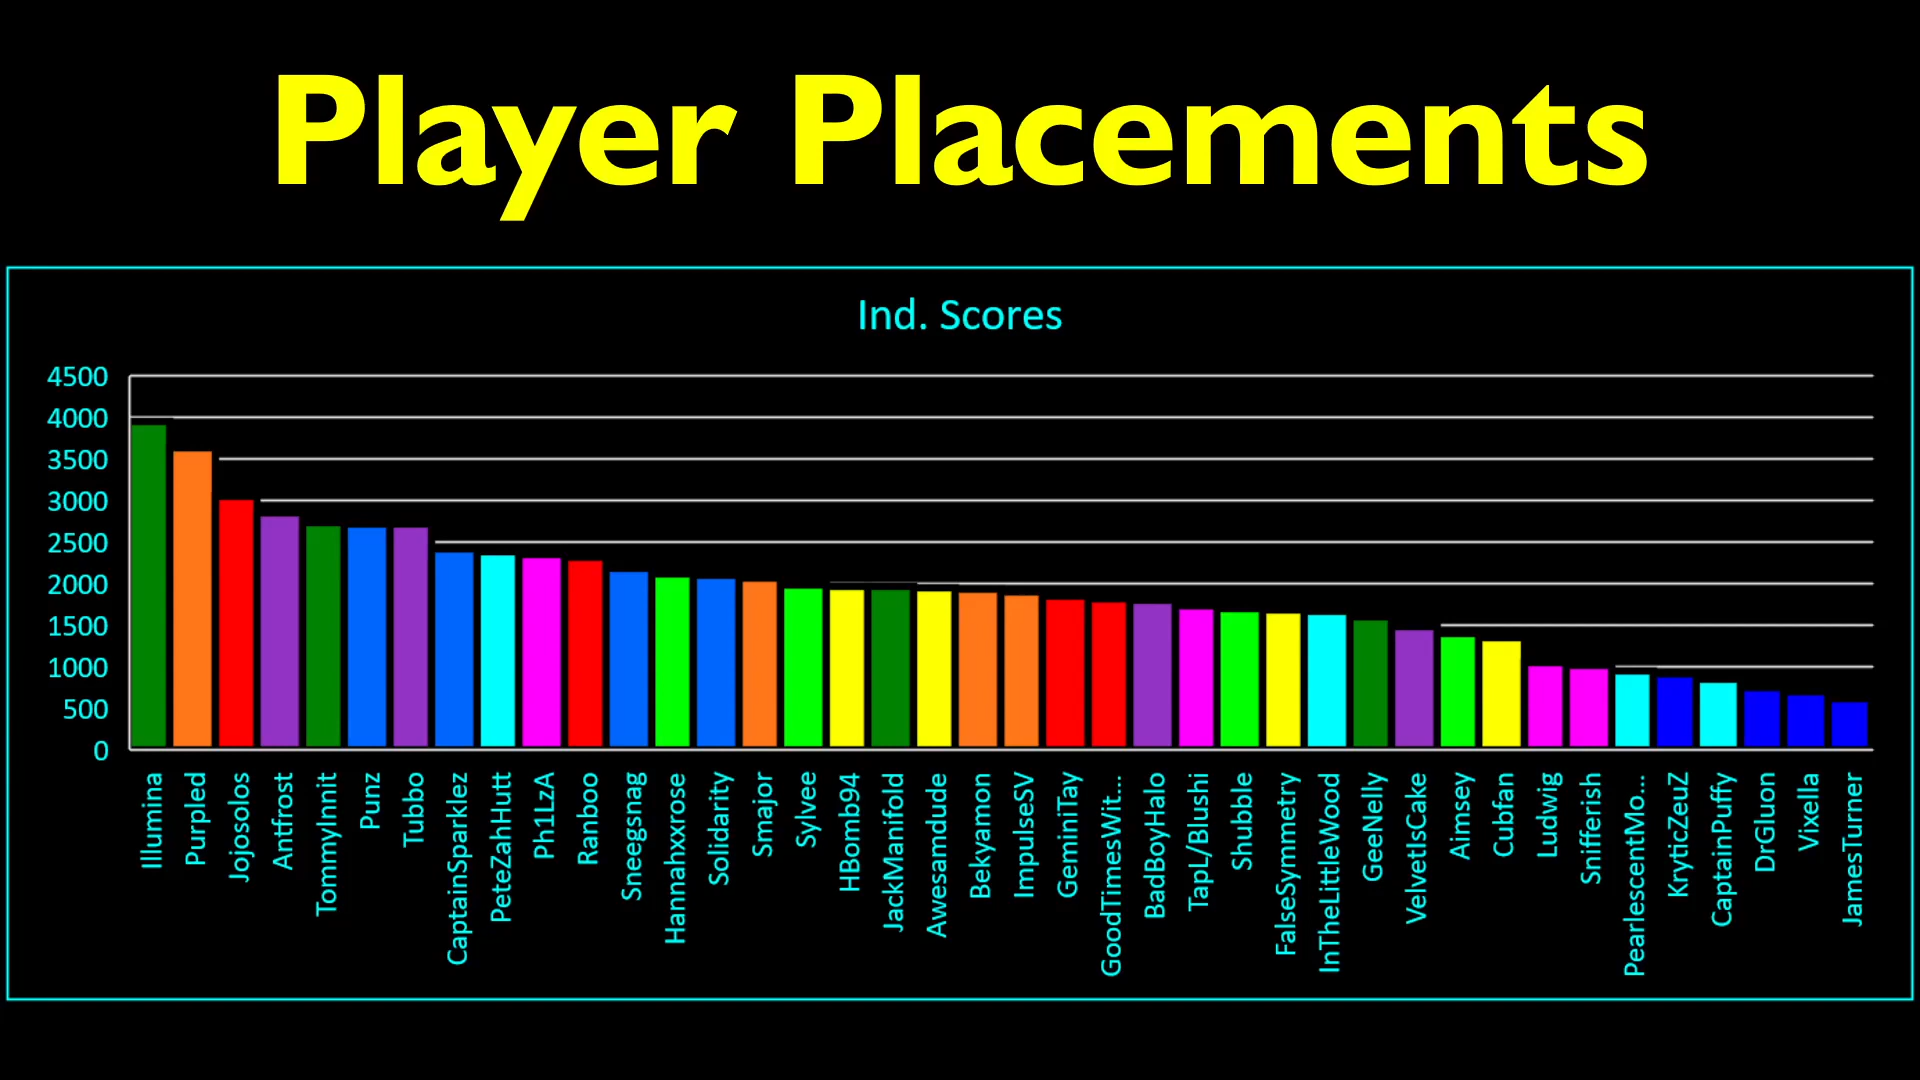 Player Placements
Ind. Scores
4500
4000
3500
3000
2500
2000
1500
1000
500
0
Illumina
Purpled
Jojosolos
Antfrost
TommyInnit
Punz
Tubbo
CaptainSparklez
PeteZahHutt
Ph1LzA
Ranboo
Sneegsnag
Hannahxxrose
Solidarity
Smajor
Sylvee
HBomb94
JackManifold
Awesamdude
Bekyamon
ImpulseSV
GeminiTay
GoodTimesWit...
BadBoyHalo
TapL/Blushi
Shubble
FalseSymmetry
InTheLittleWood
GeeNelly
VelvetIsCake
Aimsey
Cubfan
Ludwig
Snifferish
PearlescentMo...
KryticZeuZ
CaptainPuffy
DrGluon
Vixella
JamesTurner